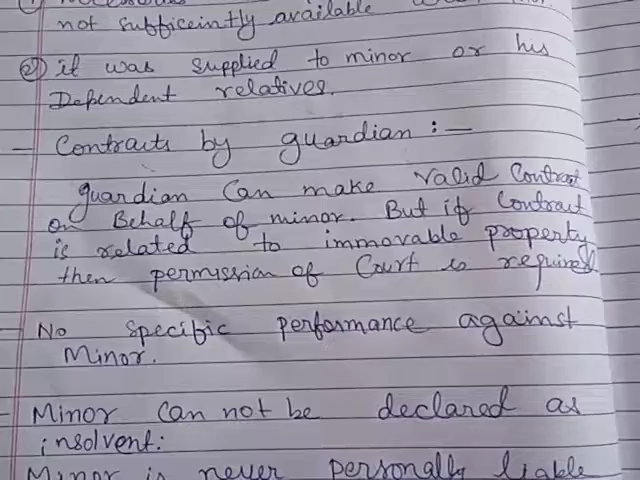 not sufficeintly available
② it was supplied to minor or his
Dependent relatives.
- Contracts by guardian : —
guardian Can make valid Contract
on Behalf of minor. But if Contract
is related to immovable property
then permission of Court is required
- No specific performance against
Minor.
- Minor can not be declared as
insolvent:
Minor is never personally liable